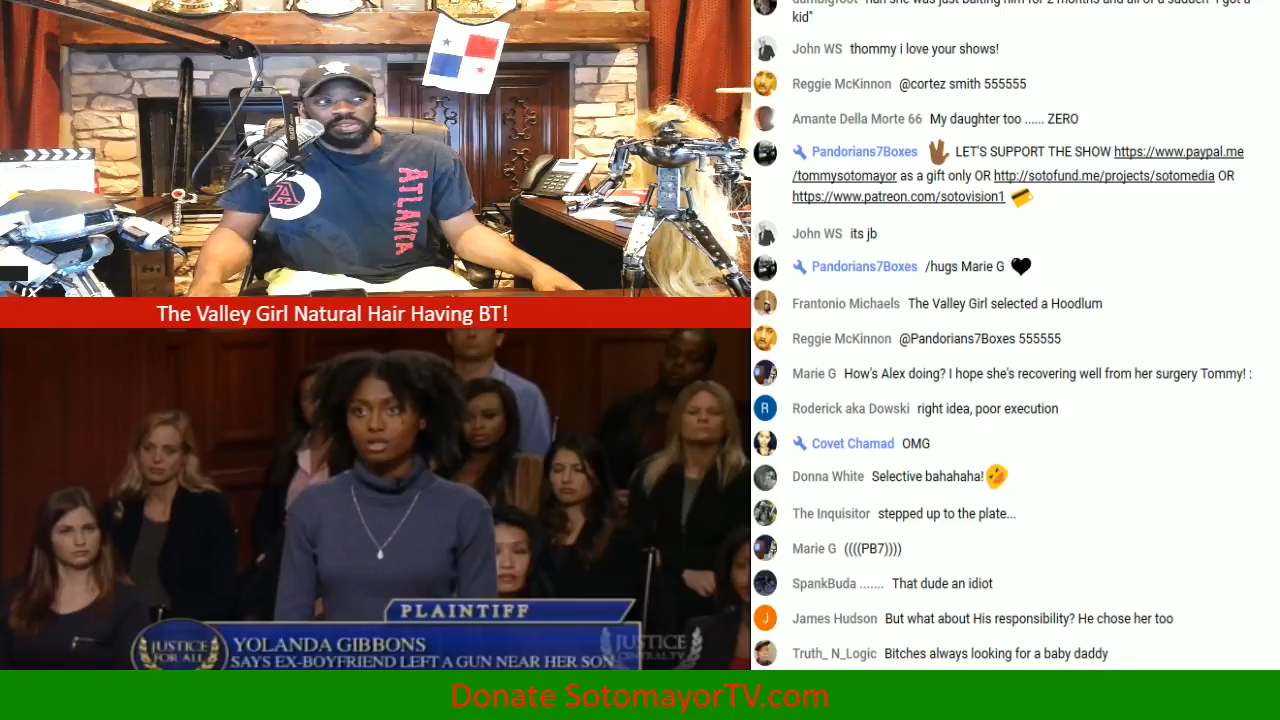 ATLANTA
A
The Valley Girl Natural Hair Having BT!
PLAINTIFF
JUSTICE
FOR ALL
YOLANDA GIBBONS
SAYS EX-BOYFRIEND LEFT A GUN NEAR HER SON
JUSTICE
CENTRAL.TV
kid"
John WS thommy i love your shows!
Reggie McKinnon @cortez smith 555555
Amante Della Morte 66 My daughter too ...... ZERO
Pandorians7Boxes 🖖🏾 LET'S SUPPORT THE SHOW https://www.paypal.me
/tommysotomayor as a gift only OR http://sotofund.me/projects/sotomedia OR
https://www.patreon.com/sotovision1 💳
John WS its jb
Pandorians7Boxes /hugs Marie G 🖤
Frantonio Michaels The Valley Girl selected a Hoodlum
Reggie McKinnon @Pandorians7Boxes 555555
Marie G How's Alex doing? I hope she's recovering well from her surgery Tommy! :
R Roderick aka Dowski right idea, poor execution
Covet Chamad OMG
Donna White Selective bahahaha!🤣
The Inquisitor stepped up to the plate...
Marie G ((((PB7))))
SpankBuda ....... That dude an idiot
J James Hudson But what about His responsibility? He chose her too
Truth_ N_Logic Bitches always looking for a baby daddy
Donate SotomayorTV.com